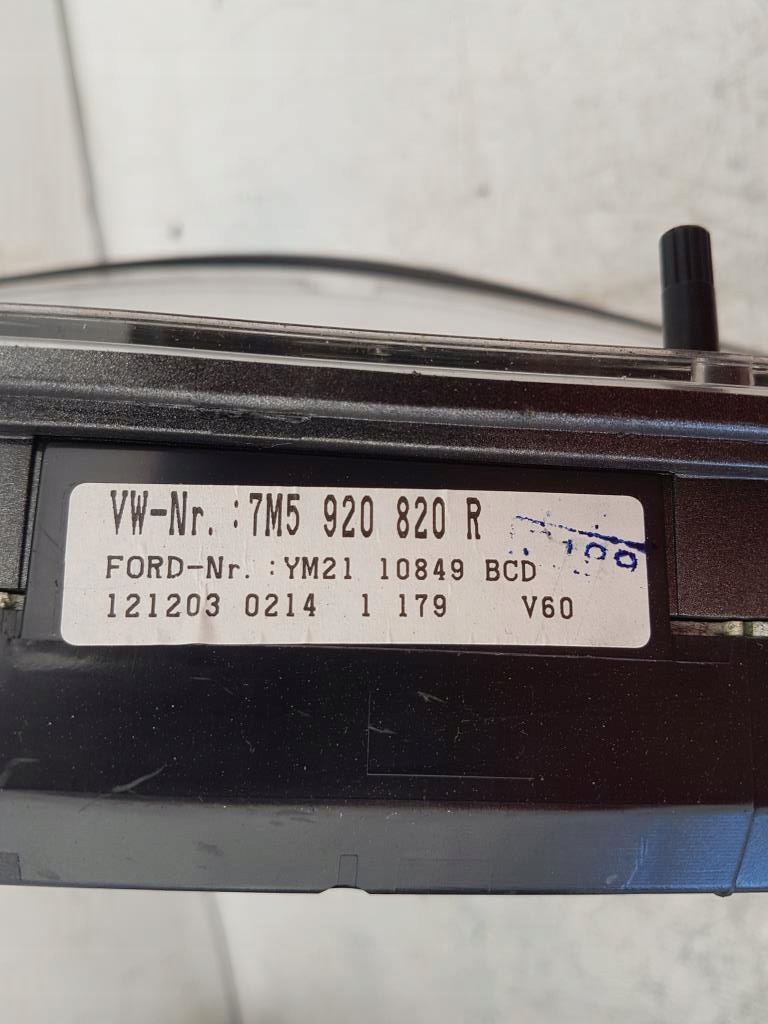 VW-Nr. :7M5 920 820 R
FORD-Nr. :YM21 10849 BCD
121203 0214 1 179 V60